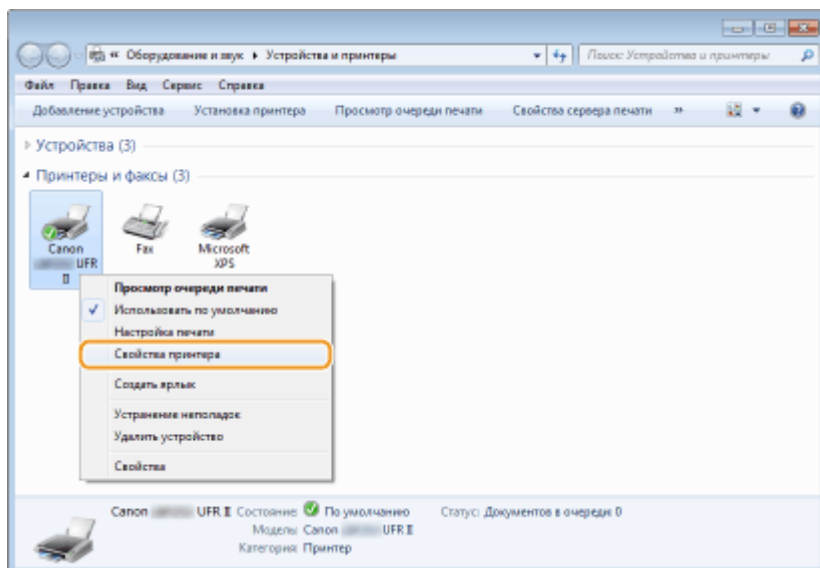 « Оборудование и звук ▸ Устройства и принтеры
Поиск: Устройства и принтеры
Файл Правка Вид Сервис Справка
Добавление устройства Установка принтера Просмотр очереди печати Свойства сервера печати »
Устройства (3)
Принтеры и факсы (3)
Canon UFR II
Fax
Microsoft XPS
Просмотр очереди печати
Использовать по умолчанию
Настройка печати
Свойства принтера
Создать ярлык
Устранение неполадок
Удалить устройство
Свойства
Canon UFR II Состояние: По умолчанию Статус: Документов в очереди 0
Модель: Canon UFR II
Категория: Принтер